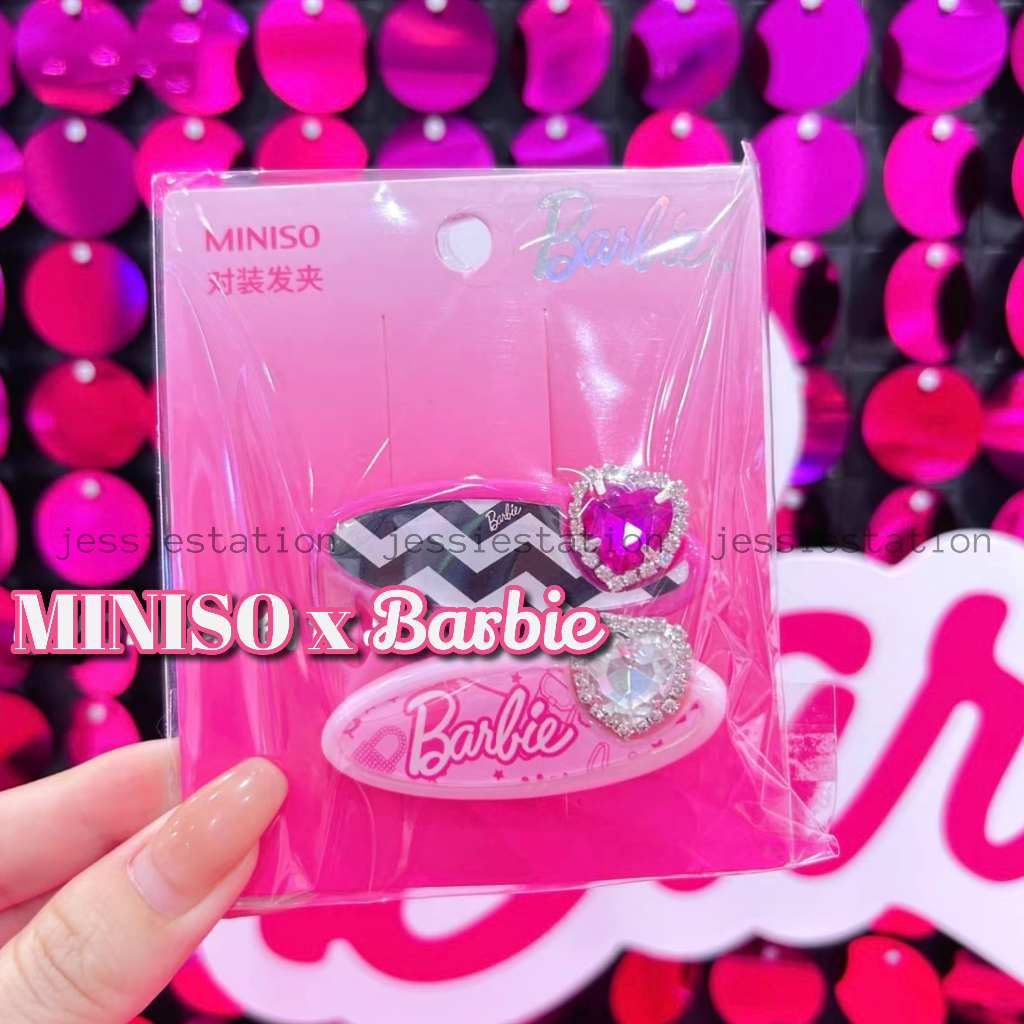 MINISO
对装发夹
Barbie
Barbie
jessiestation jessiestation jessiestation
MINISO x Barbie
Barbie